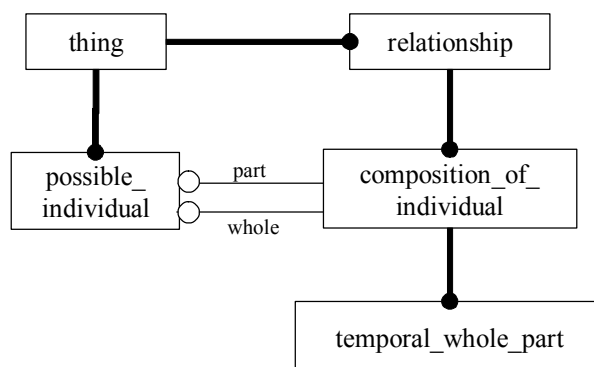 thing
relationship
possible_
individual
part
whole
composition_of_
individual
temporal_whole_part